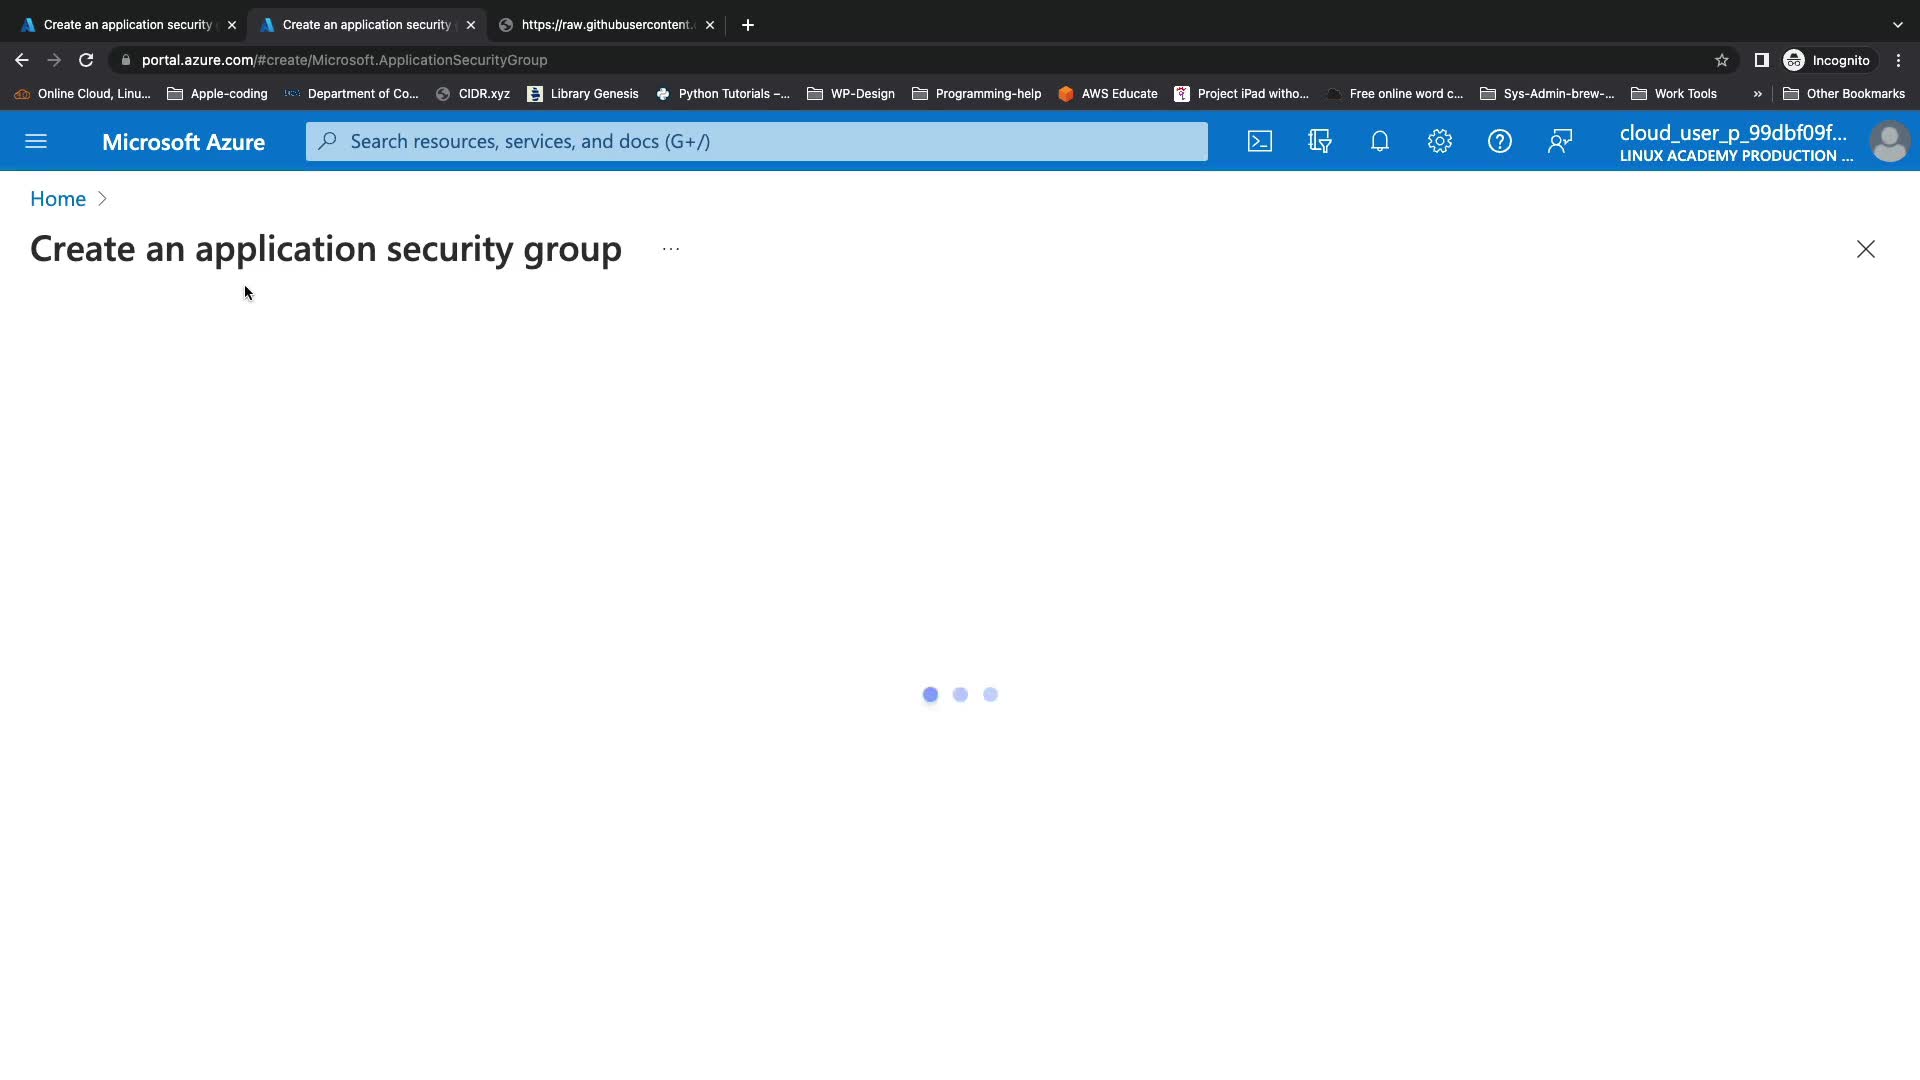 Create an application security
Create an application security
https://raw.githubusercontent.
portal.azure.com/#create/Microsoft.ApplicationSecurityGroup
Incognito
Online Cloud, Linu...
Apple-coding
Department of Co...
CIDR.xyz
Library Genesis
Python Tutorials –...
WP-Design
Programming-help
AWS Educate
Project iPad witho...
Free online word c...
Sys-Admin-brew-...
Work Tools
»
Other Bookmarks
Microsoft Azure
Search resources, services, and docs (G+/)
cloud_user_p_99dbf09f...
LINUX ACADEMY PRODUCTION ...
Home >
Create an application security group ...